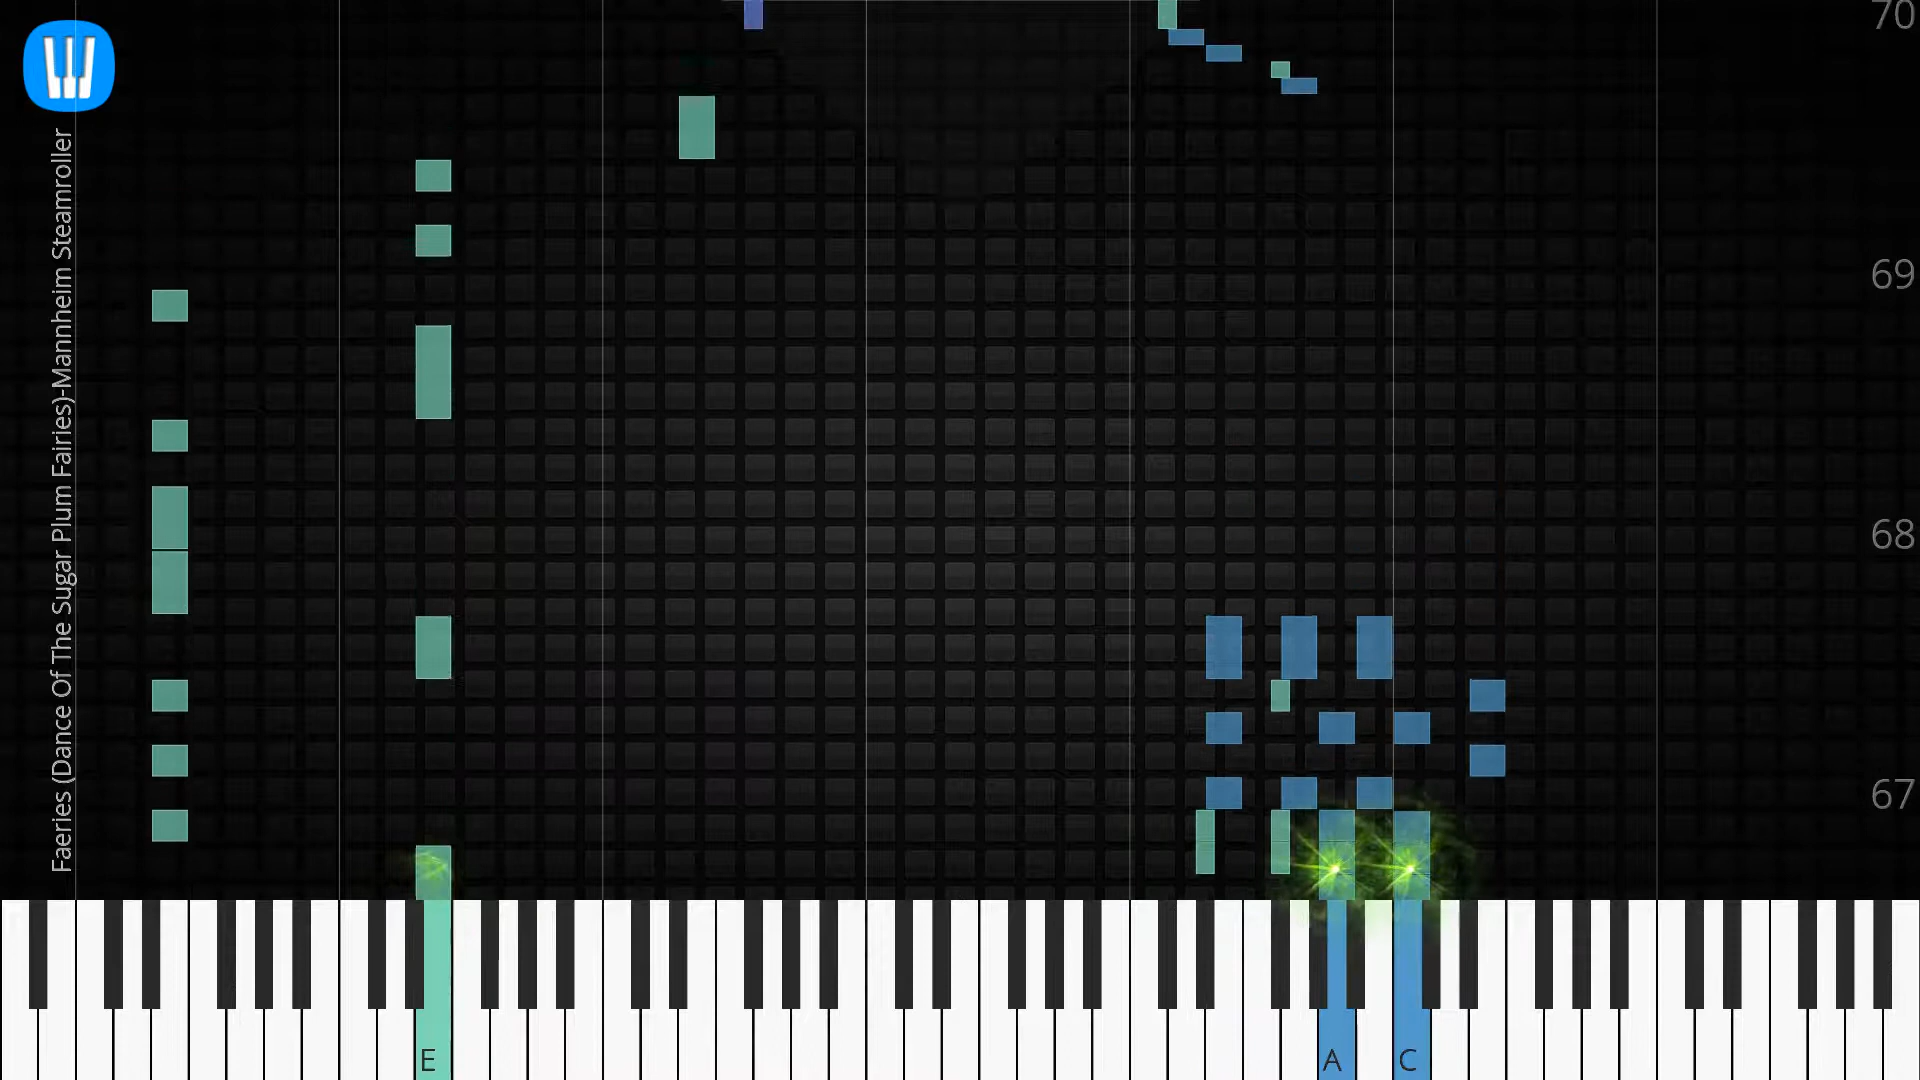 70
69
68
67
Faeries (Dance Of The Sugar Plum Fairies)-Mannheim Steamroller
E
A
C